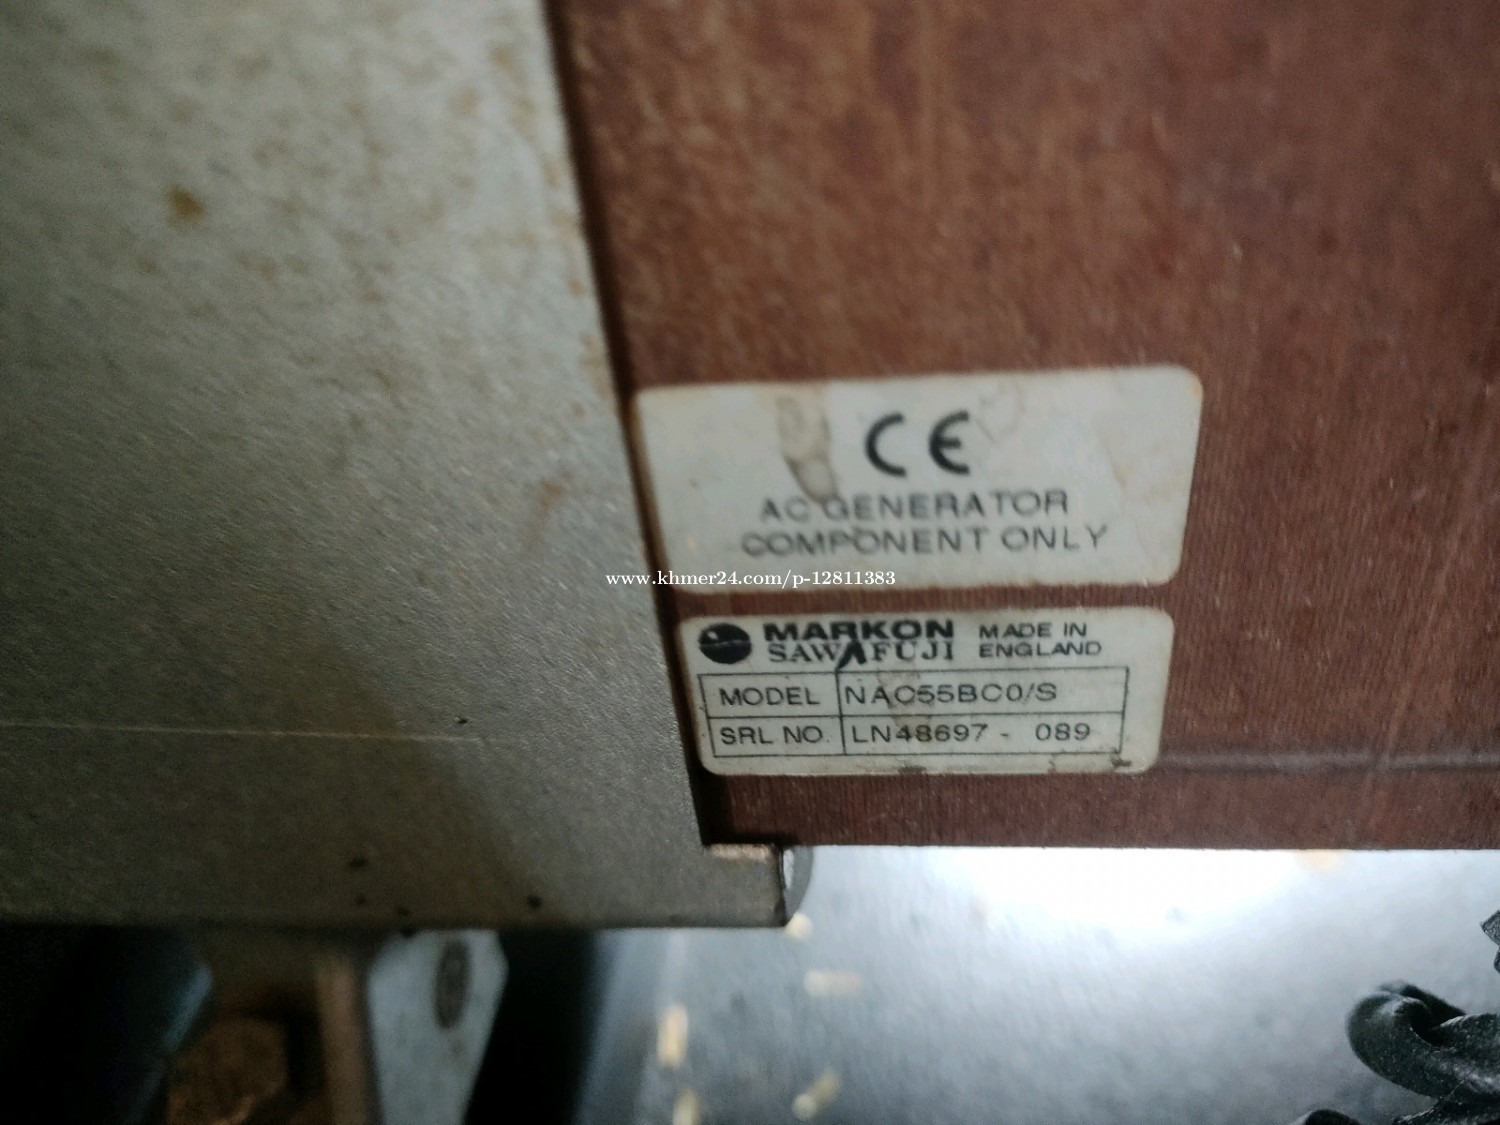 CE
AC GENERATOR
COMPONENT ONLY
www.khmer24.com/p-12811383
MARKON SAWAFUJI MADE IN ENGLAND
MODEL NAC55BC0/S
SRL NO. LN48697 - 089